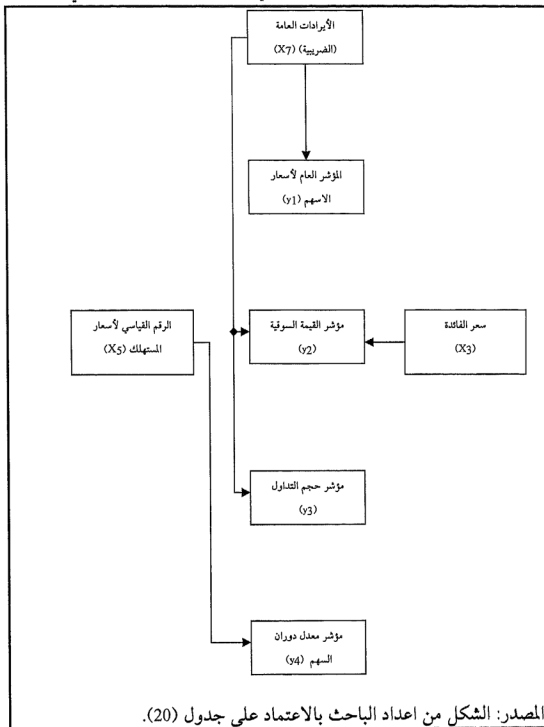 الأيرادات العامة
(الضريبية) (X7)
المؤشر العام لأسعار
الاسهم (y1)
الرقم القياسي لأسعار
المستهلك (X5)
مؤشر القيمة السوقية
(y2)
سعر الفائدة
(X3)
مؤشر حجم التداول
(y3)
مؤشر معدل دوران
السهم (y4)
المصدر: الشكل من اعداد الباحث بالاعتماد على جدول (20).